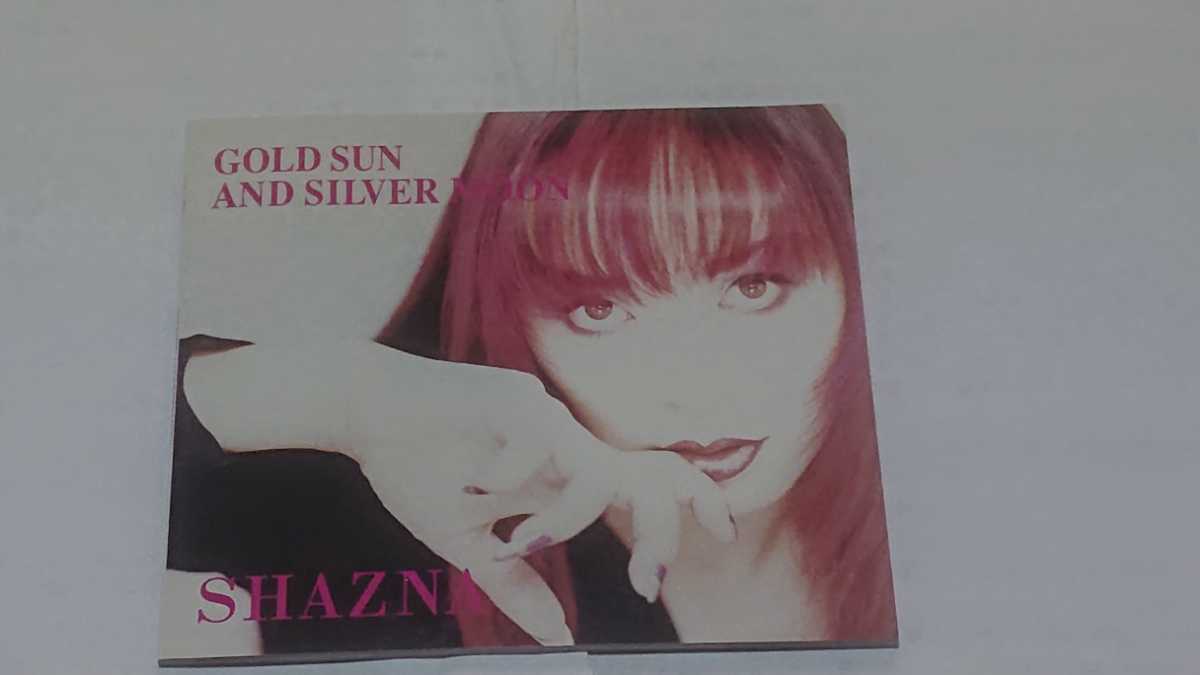 GOLD SUN
AND SILVER MOON
SHAZNA